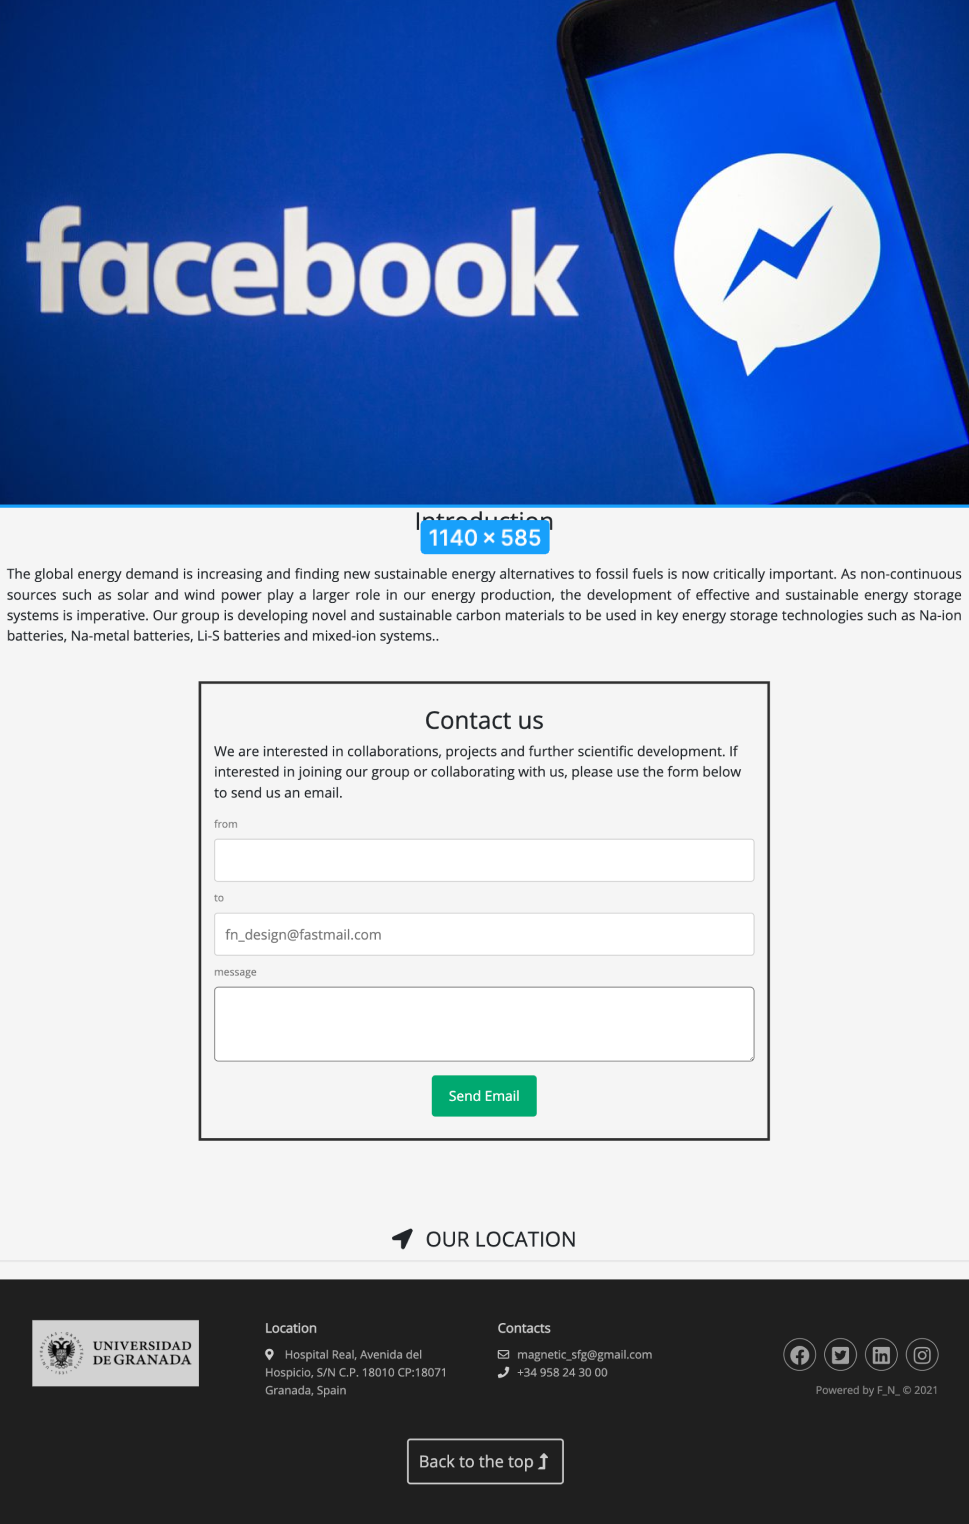 facebook
Introduction
1140 × 585
The global energy demand is increasing and finding new sustainable energy alternatives to fossil fuels is now critically important. As non-continuous
sources such as solar and wind power play a larger role in our energy production, the development of effective and sustainable energy storage
systems is imperative. Our group is developing novel and sustainable carbon materials to be used in key energy storage technologies such as Na-ion
batteries, Na-metal batteries, Li-S batteries and mixed-ion systems..
Contact us
We are interested in collaborations, projects and further scientific development. If
interested in joining our group or collaborating with us, please use the form below
to send us an email.
from
to
fn_design@fastmail.com
message
Send Email
OUR LOCATION
UNIVERSIDAD
DE GRANADA
Location
Hospital Real, Avenida del
Hospicio, S/N C.P. 18010 CP:18071
Granada, Spain
Contacts
magnetic_sfg@gmail.com
+34 958 24 30 00
Powered by F_N_ © 2021
Back to the top